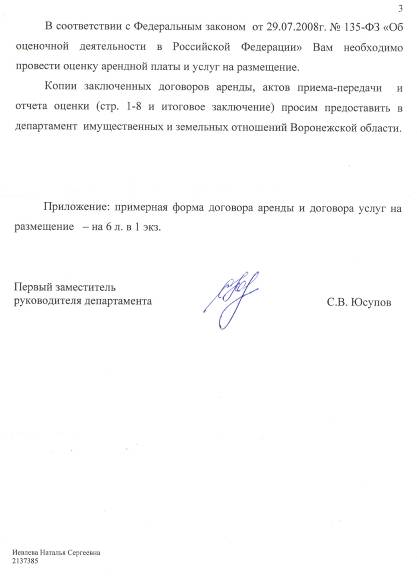 3
В соответствии с Федеральным законом от 29.07.2008г. № 135-ФЗ «Об
оценочной деятельности в Российской Федерации» Вам необходимо
провести оценку арендной платы и услуг на размещение.
Копии заключенных договоров аренды, актов приема-передачи и
отчета оценки (стр. 1-8 и итоговое заключение) просим предоставить в
департамент имущественных и земельных отношений Воронежской области.
Приложение: примерная форма договора аренды и договора услуг на
размещение – на 6 л. в 1 экз.
Первый заместитель
руководителя департамента С.В. Юсупов
Иевлева Наталья Сергеевна
2137385